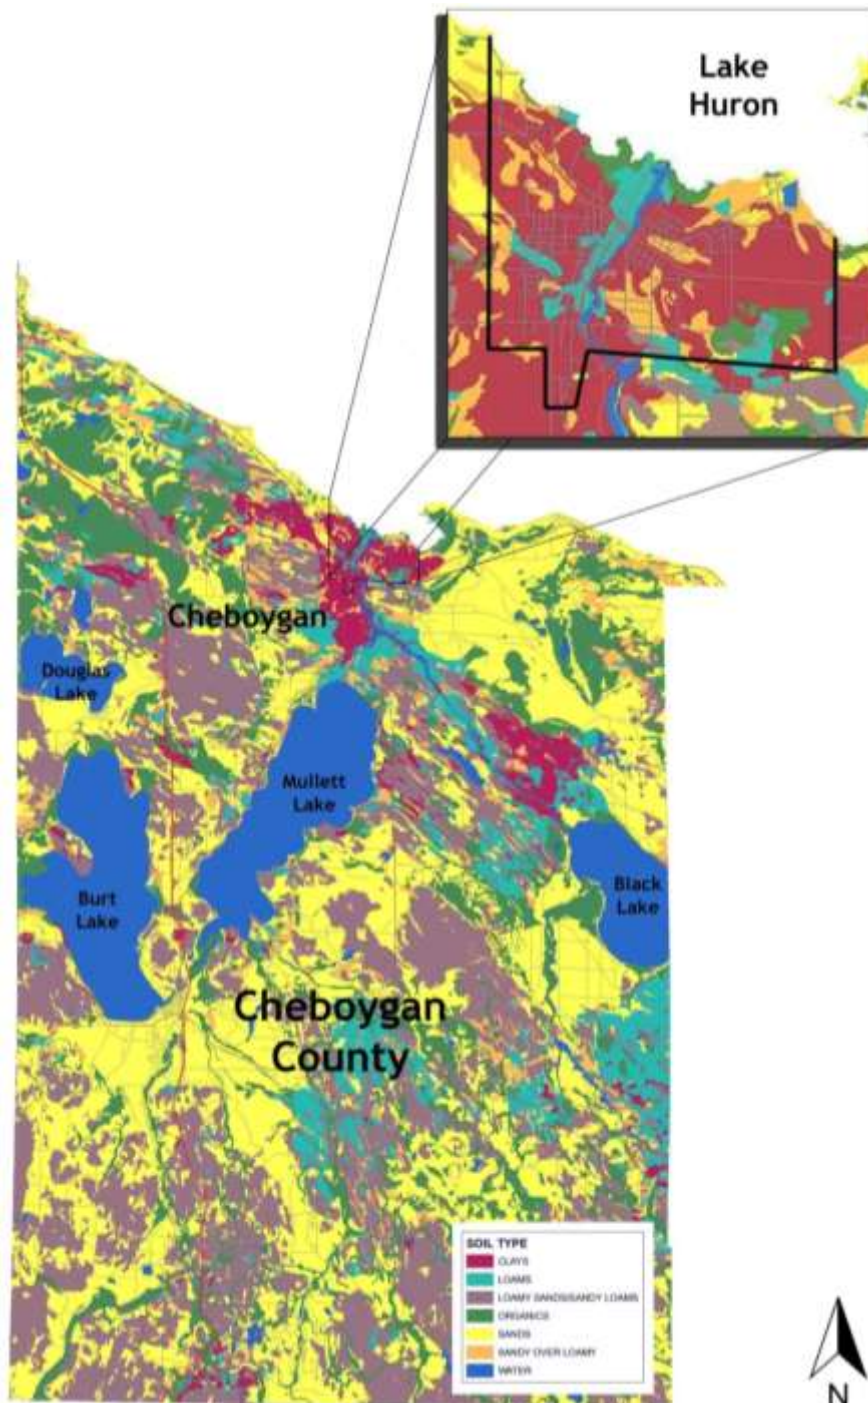 Lake
Huron
Cheboygan
Douglas
Lake
Mullett
Lake
Burt
Lake
Black
Lake
Cheboygan
County
SOIL TYPE
CLAYS
LOAMS
LOAMY SANDS/SANDY LOAMS
ORGANICS
SANDS
SANDY OVER LOAMY
WATER
N